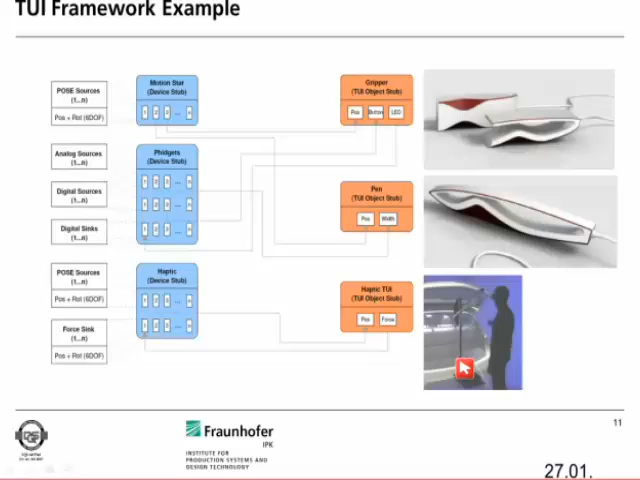 TUI Framework Example
POSE Sources
(1...n)
Pos + Rot (6DOF)
Analog Sources
(1...n)
Digital Sources
(1...n)
Digital Sinks
(1...n)
POSE Sources
(1...n)
Pos + Rot (6DOF)
Force Sink
(1...n)
Pos + Rot (6DOF)
Motion Star
(Device Stub)
Phidgets
(Device Stub)
Haptic
(Device Stub)
Gripper
(TUI Object Stub)
Pos Button LED
Pen
(TUI Object Stub)
Pos Width
Haptic TUI
(TUI Object Stub)
Pos Force
11
Fraunhofer
IPK
INSTITUTE FOR
PRODUCTION SYSTEMS AND
DESIGN TECHNOLOGY
27.01.